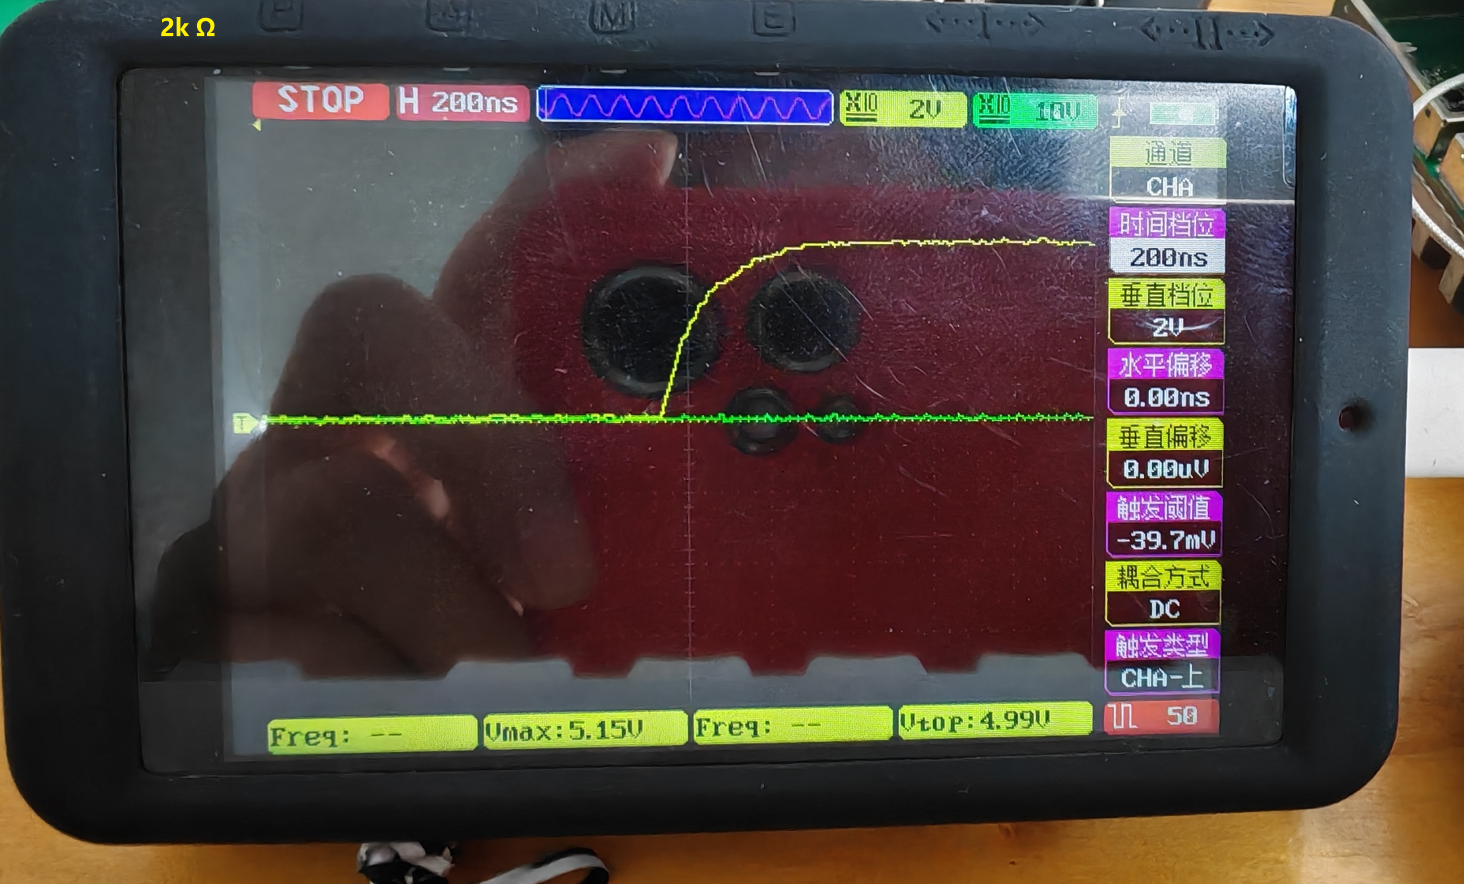 2k Ω
P A M E
STOP H 200ns X10 2V X10 10V
通道
CHA
时间档位
200ns
垂直档位
2V
水平偏移
0.00ns
垂直偏移
0.00uV
触发阈值
-39.7mV
耦合方式
DC
触发类型
CHA-上
T
Freq: -- Vmax:5.15V Freq: -- Vtop:4.99V 50